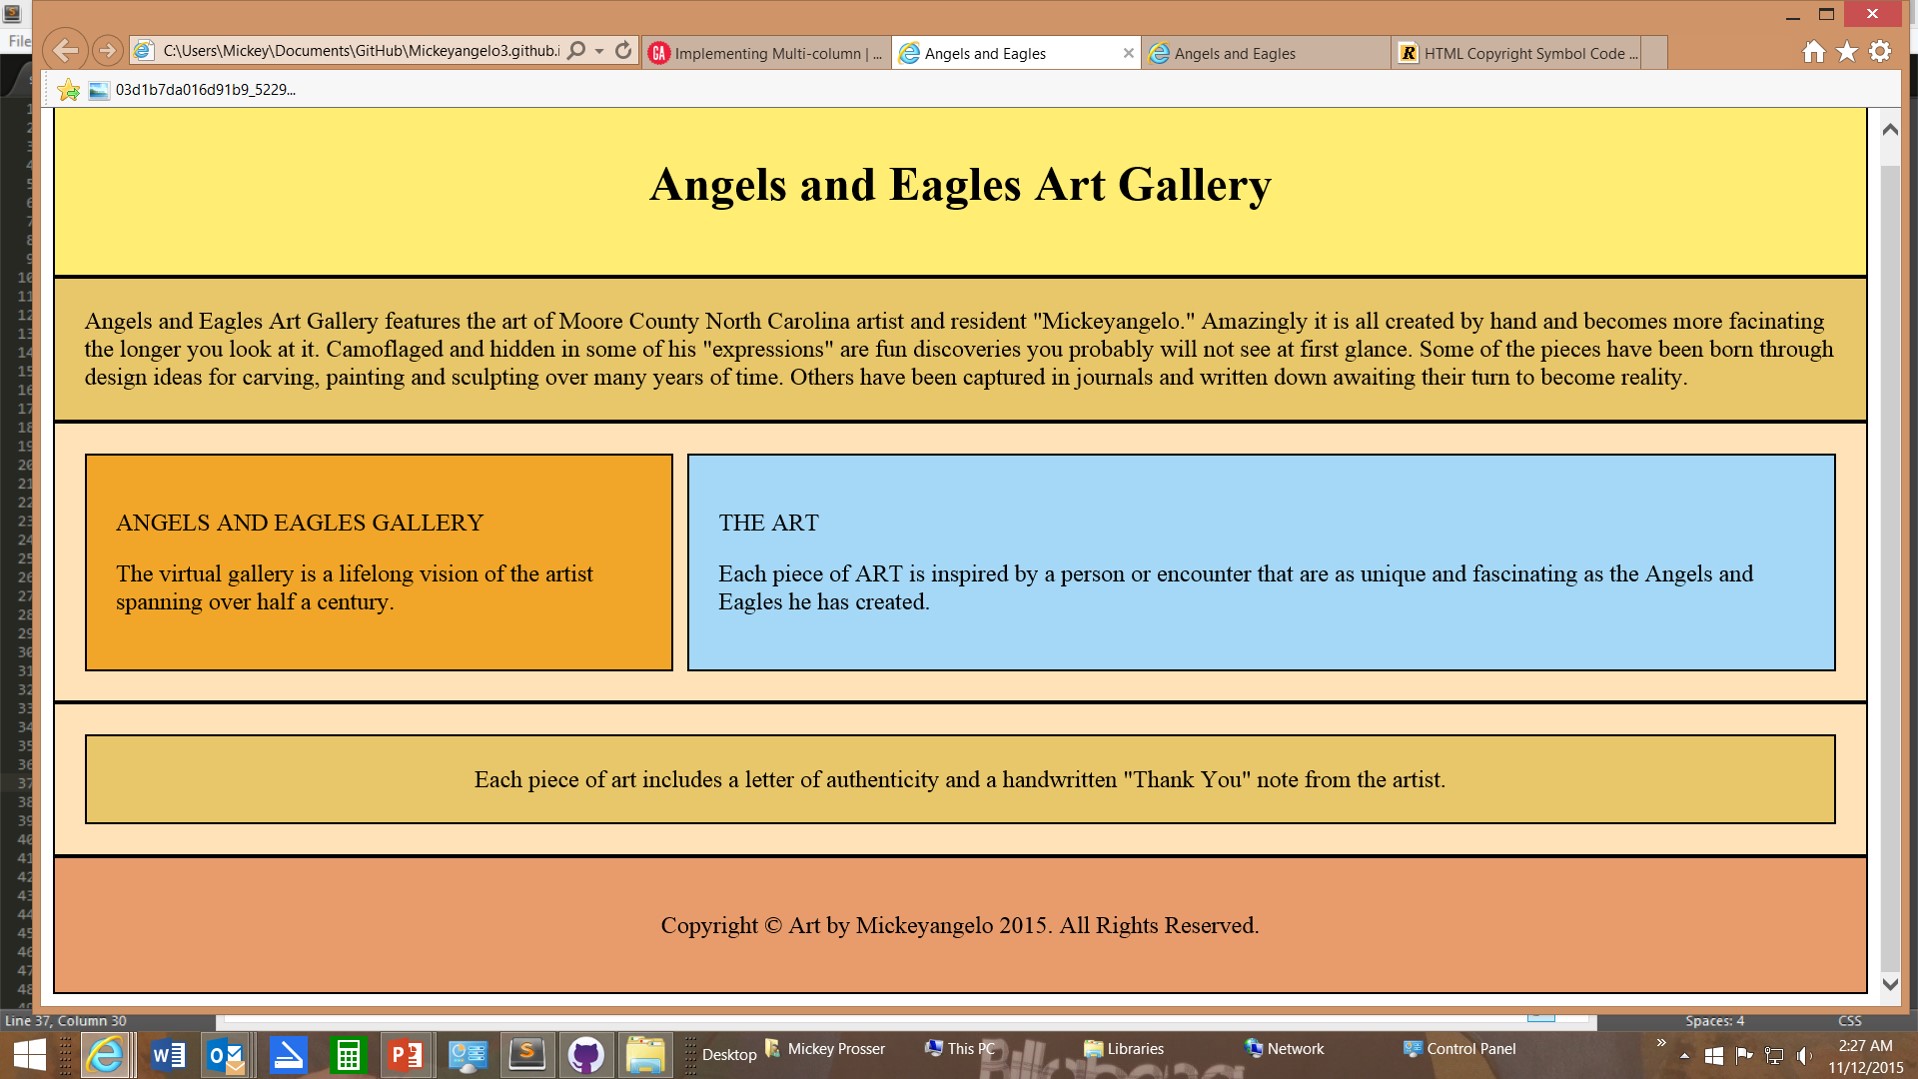 File
C:\Users\Mickey\Documents\GitHub\Mickeyangelo3.github.i
Implementing Multi-column | ...
Angels and Eagles
Angels and Eagles
HTML Copyright Symbol Code ...
03d1b7da016d91b9_5229...
Angels and Eagles Art Gallery
Angels and Eagles Art Gallery features the art of Moore County North Carolina artist and resident "Mickeyangelo." Amazingly it is all created by hand and becomes more facinating
the longer you look at it. Camoflaged and hidden in some of his "expressions" are fun discoveries you probably will not see at first glance. Some of the pieces have been born through
design ideas for carving, painting and sculpting over many years of time. Others have been captured in journals and written down awaiting their turn to become reality.
ANGELS AND EAGLES GALLERY
The virtual gallery is a lifelong vision of the artist
spanning over half a century.
THE ART
Each piece of ART is inspired by a person or encounter that are as unique and fascinating as the Angels and
Eagles he has created.
Each piece of art includes a letter of authenticity and a handwritten "Thank You" note from the artist.
Copyright © Art by Mickeyangelo 2015. All Rights Reserved.
Line 37, Column 30
Spaces: 4
CSS
Desktop
Mickey Prosser
This PC
Libraries
Network
Control Panel
2:27 AM
11/12/2015